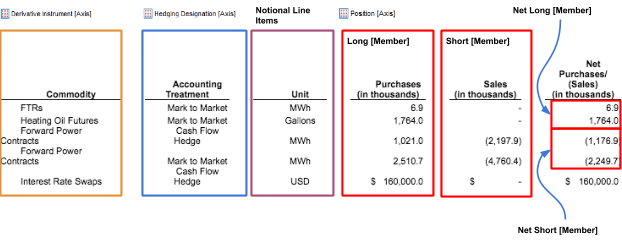 Derivative Instrument [Axis]
Hedging Designation [Axis]
Notional Line
Items
Position [Axis]
Net Long [Member]
Long [Member]
Short [Member]
Commodity
Accounting
Treatment
Unit
Purchases
(in thousands)
Sales
(in thousands)
Net
Purchases/
(Sales)
(in thousands)
FTRs Mark to Market MWh 6.9 - 6.9
Heating Oil Futures Mark to Market Gallons 1,764.0 - 1,764.0
Forward Power Cash Flow
Contracts Hedge MWh 1,021.0 (2,197.9) (1,176.9
Forward Power
Contracts Mark to Market MWh 2,510.7 (4,760.4) (2,249.7
Cash Flow
Interest Rate Swaps Hedge USD $ 160,000.0 $ - $ 160,000.0
Net Short [Member]